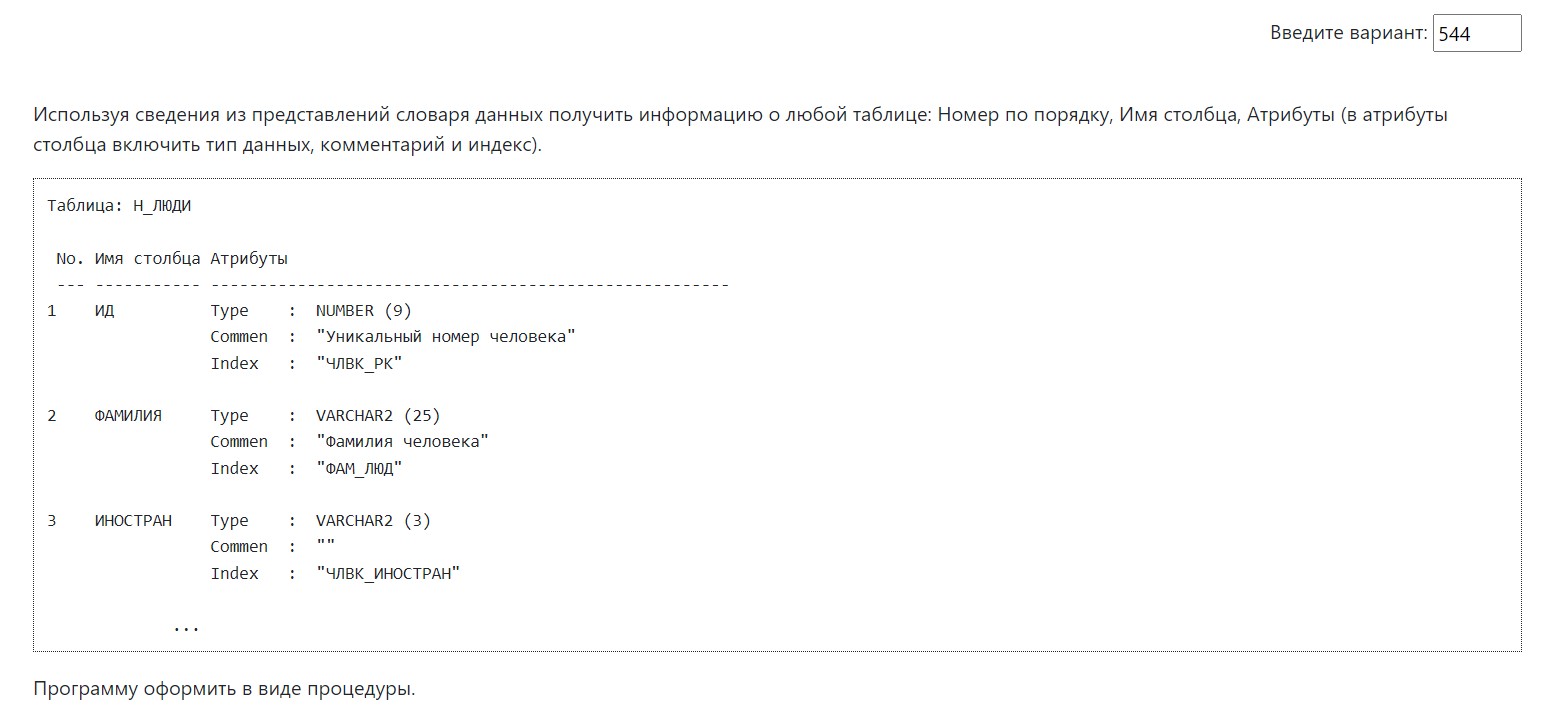 Введите вариант: 544
Используя сведения из представлений словаря данных получить информацию о любой таблице: Номер по порядку, Имя столбца, Атрибуты (в атрибуты
столбца включить тип данных, комментарий и индекс).
Таблица: Н_ЛЮДИ
No. Имя столбца Атрибуты
--- ----------- ------------------------------------------------------
1    ИД          Type    :  NUMBER (9)
Commen  :  "Уникальный номер человека"
Index   :  "ЧЛВК_PK"
2    ФАМИЛИЯ     Type    :  VARCHAR2 (25)
Commen  :  "Фамилия человека"
Index   :  "ФАМ_ЛЮД"
3    ИНОСТРАН    Type    :  VARCHAR2 (3)
Commen  :  ""
Index   :  "ЧЛВК_ИНОСТРАН"
...
Программу оформить в виде процедуры.